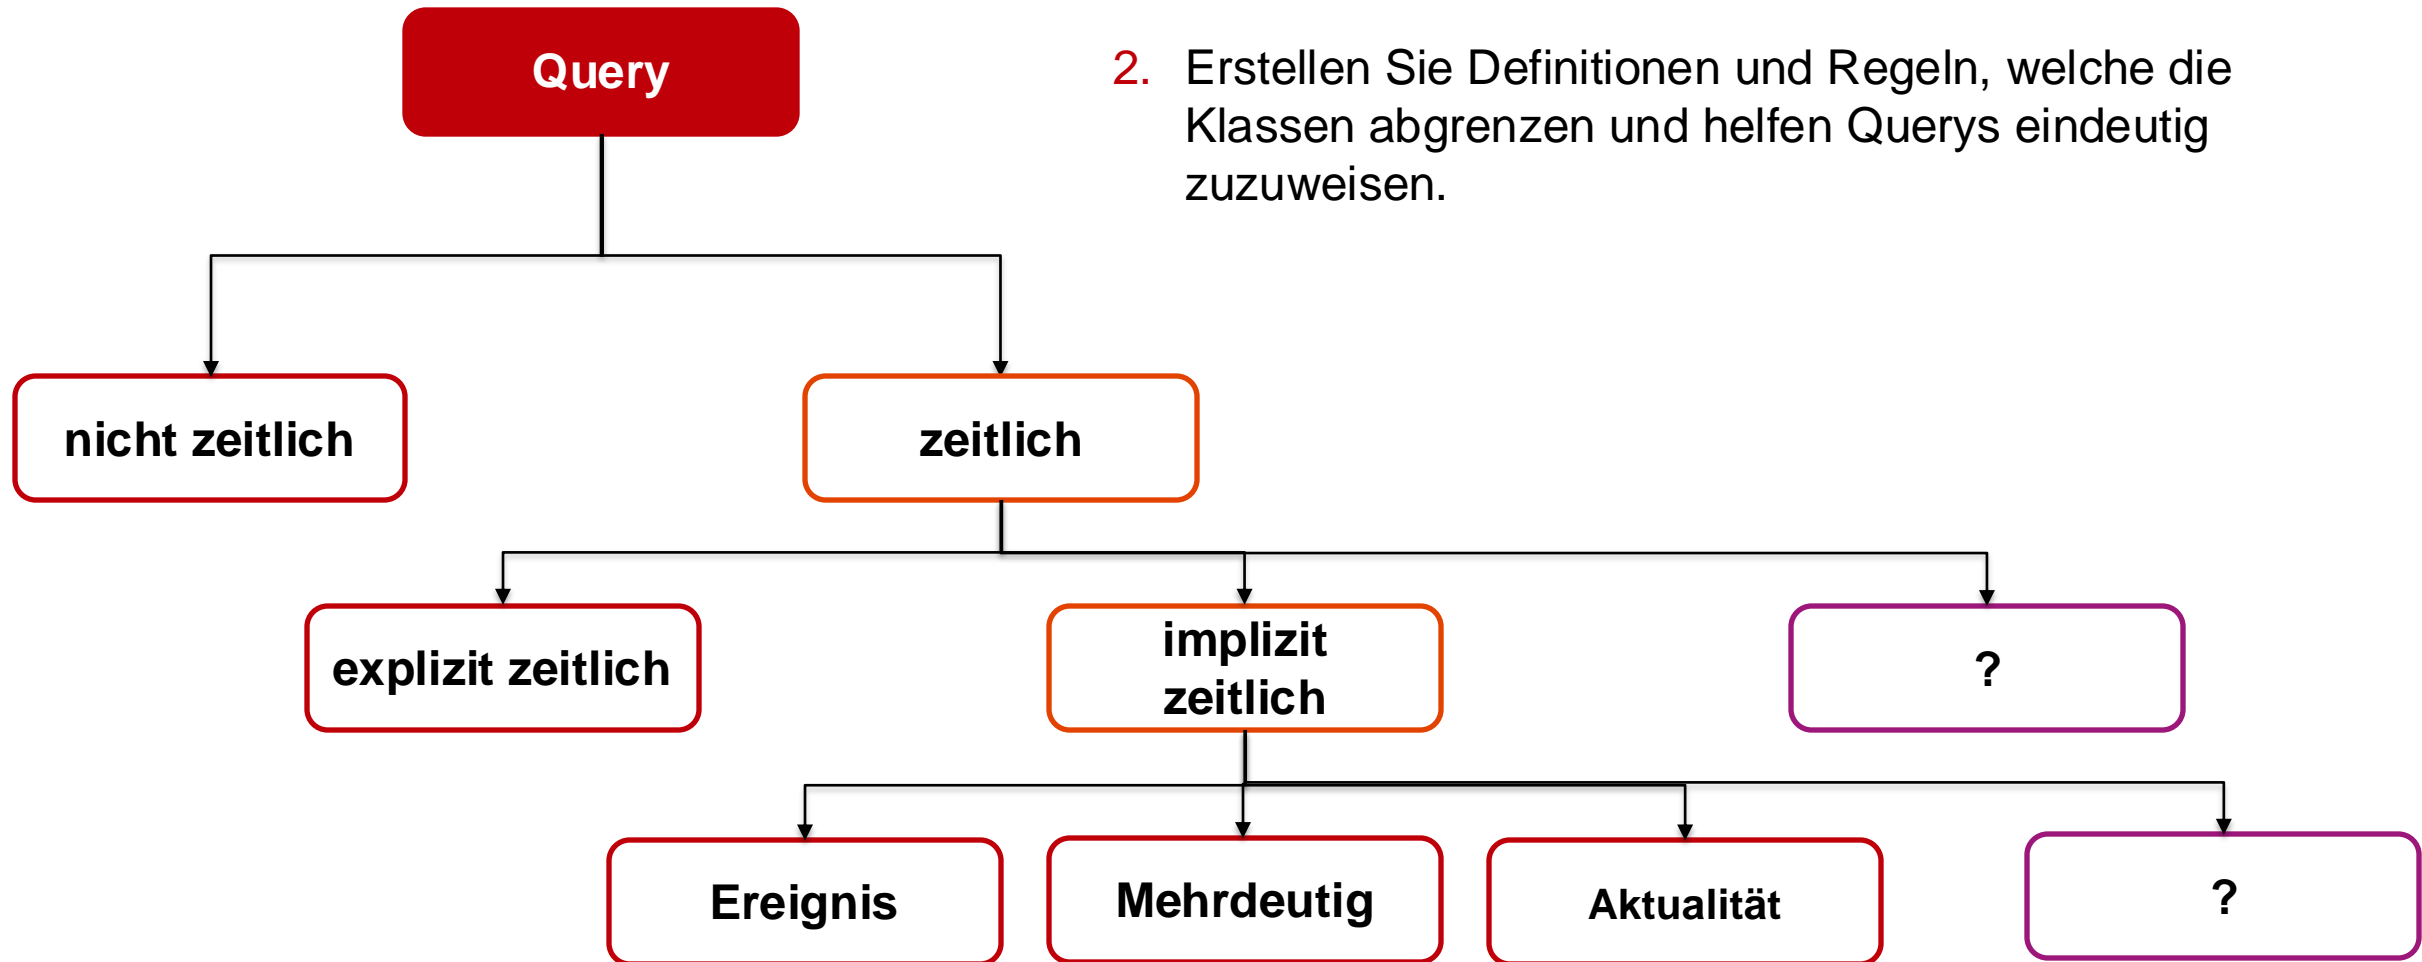 Query
2. Erstellen Sie Definitionen und Regeln, welche die
Klassen abgrenzen und helfen Querys eindeutig
zuzuweisen.
nicht zeitlich
zeitlich
explizit zeitlich
implizit
zeitlich
?
Ereignis
Mehrdeutig
Aktualität
?